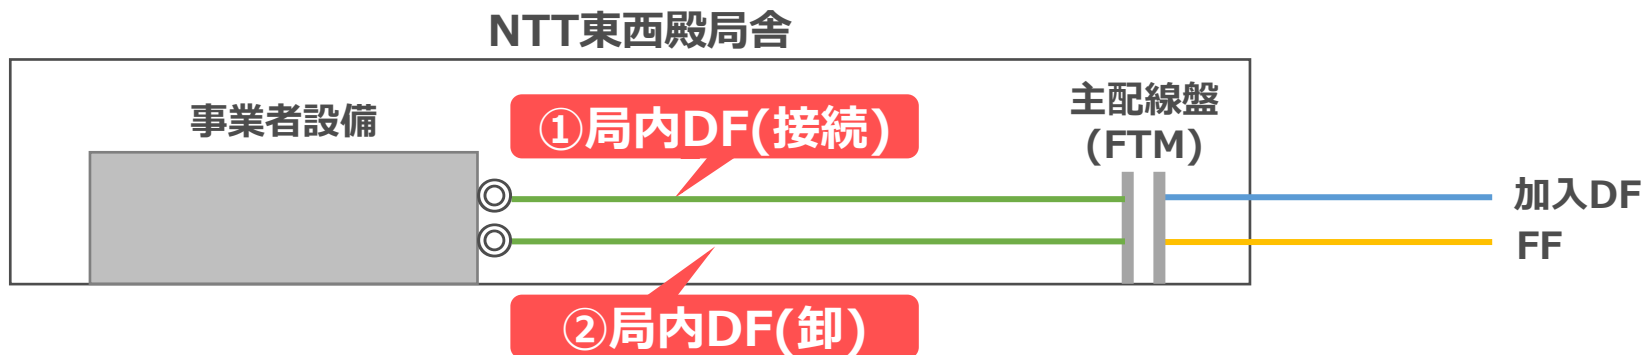 NTT東西殿局舎
事業者設備
①局内DF(接続)
主配線盤
(FTM)
加入DF
FF
②局内DF(卸)